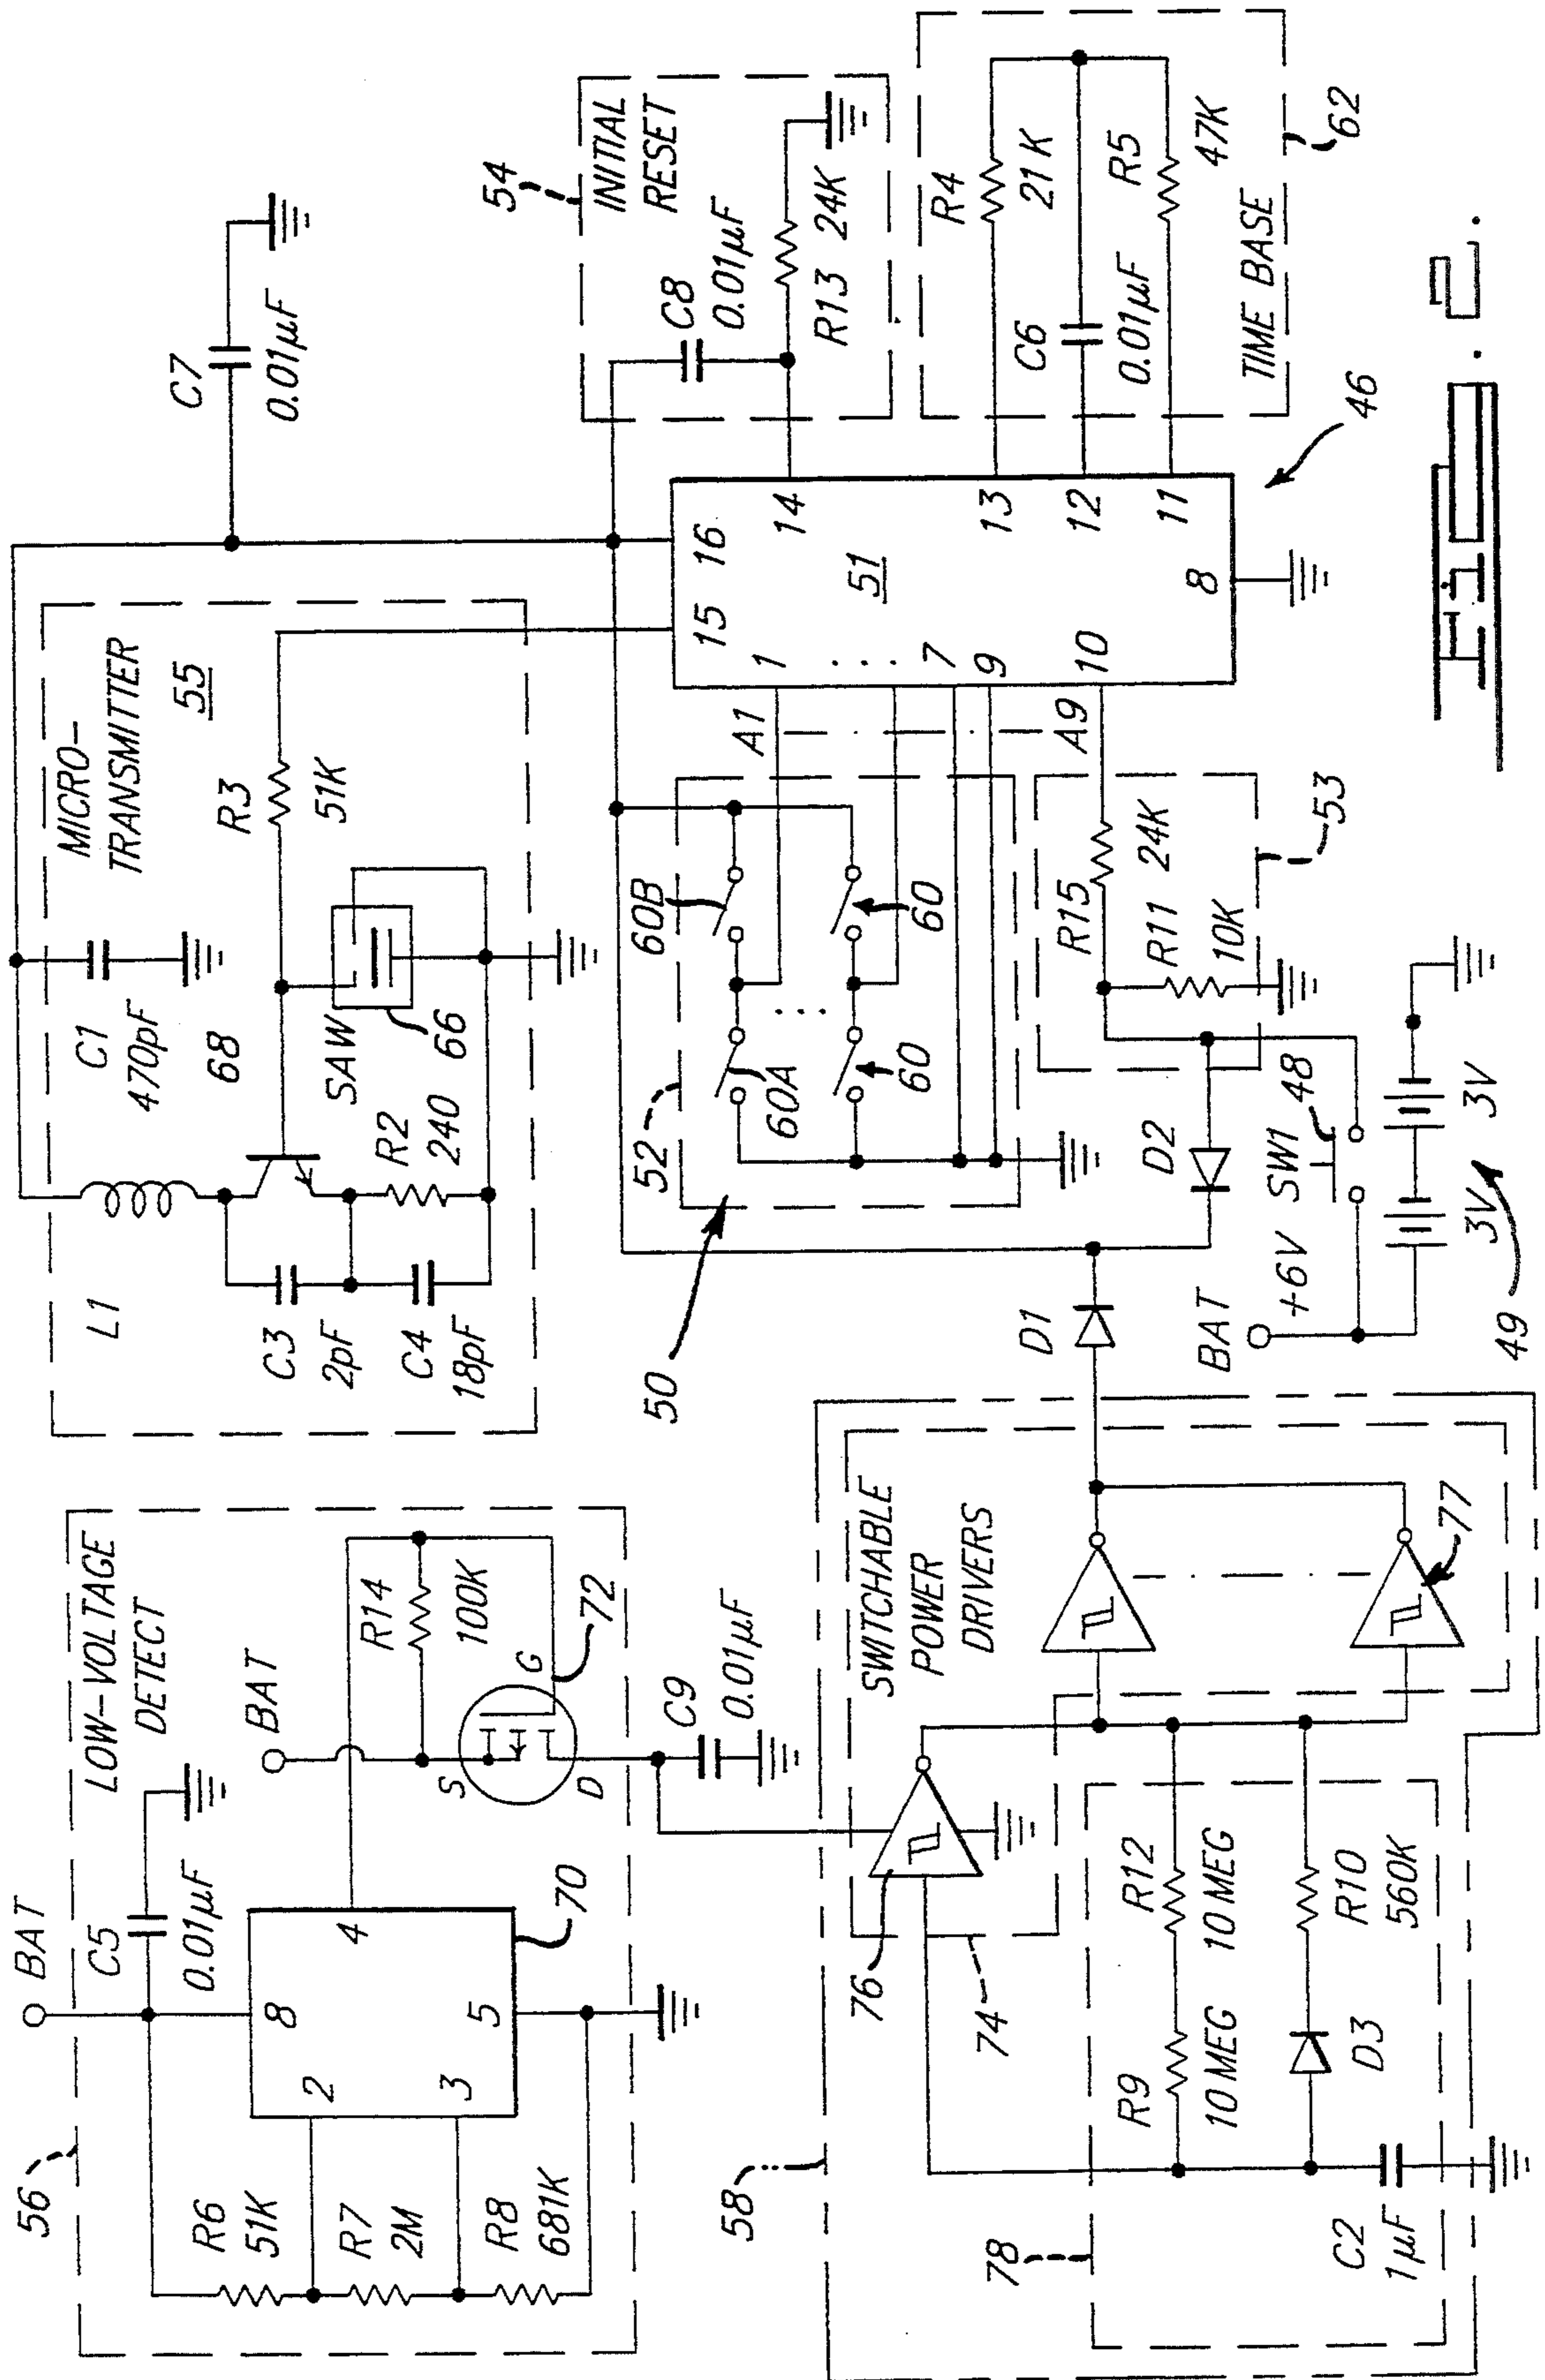 56
BAT
C5
0.01μF
LOW-VOLTAGE
DETECT
R6
51K
R7
2M
R8
681K
8
2
3
5
4
70
BAT
R14
100K
S
G
D
72
C9
0.01μF
L1
C3
2pF
C4
18pF
C1
470pF
68
R2
240
SAW
66
R3
51K
MICRO-
TRANSMITTER
55
C7
0.01μF
54
INITIAL
RESET
C8
0.01μF
R13 24K
R4
21K
C6
0.01μF
R5
47K
TIME BASE
62
15 16
14
13
12
11
51
1
7
9
10
8
46
A1
A9
50
52
60B
60A
60
60
R15 24K
R11
10K
53
D1
D2
BAT
+6V SW1 48
3V 3V
49
58
76
74
SWITCHABLE
POWER
DRIVERS
77
78
R9 R12
10 MEG 10 MEG
D3
R10
560K
C2
1μF
Fig. 2.